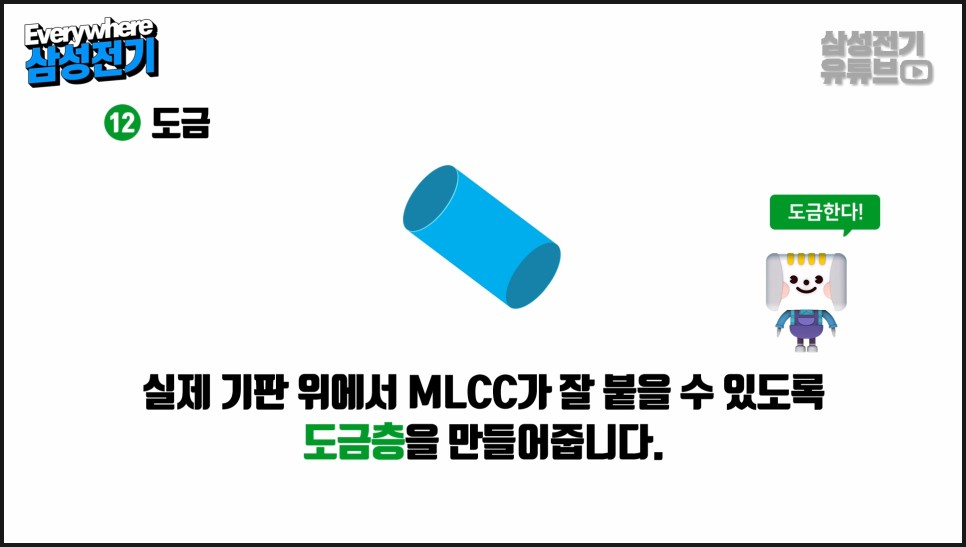 Everywhere
삼성전기
삼성전기
유튜브
12 도금
도금한다!
실제 기판 위에서 MLCC가 잘 붙을 수 있도록
도금층을 만들어줍니다.